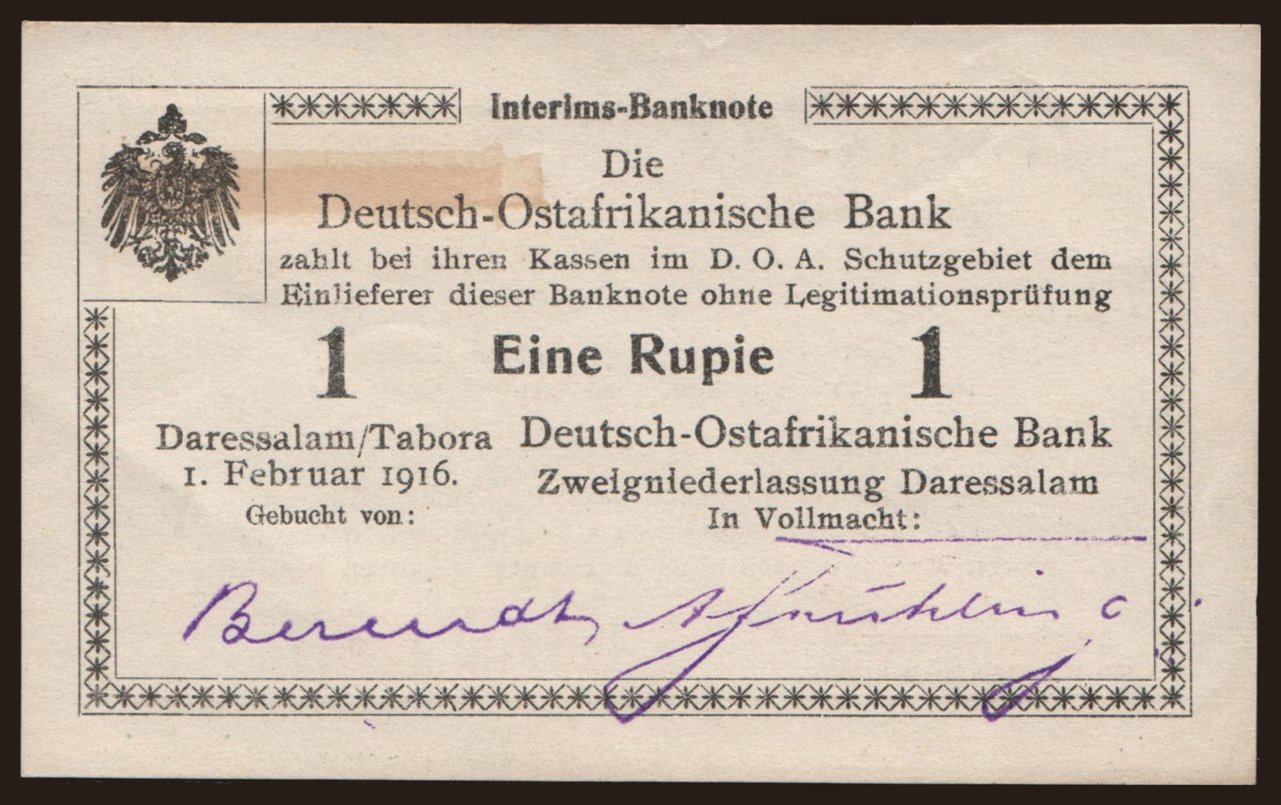 Interims-Banknote
Die
Deutsch-Ostafrikanische Bank
zahlt bei ihren Kassen im D. O. A. Schutzgebiet dem
Einlieferer dieser Banknote ohne Legitimationsprüfung
1 Eine Rupie 1
Daressalam/Tabora
1. Februar 1916.
Gebucht von:
Deutsch-Ostafrikanische Bank
Zweigniederlassung Daressalam
In Vollmacht:
Berendt